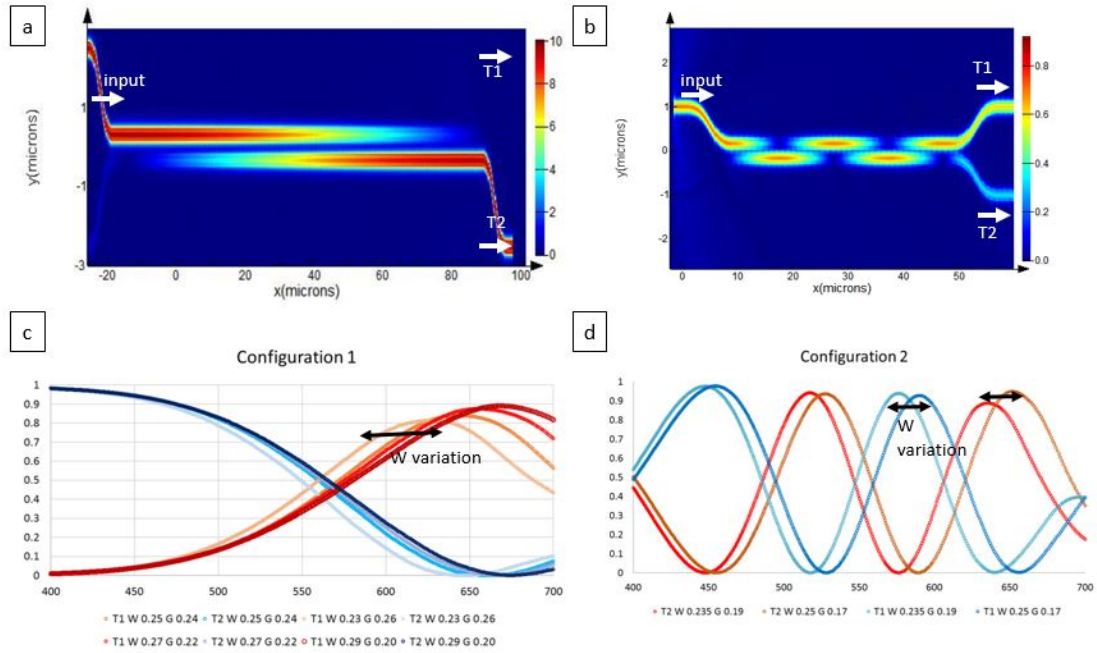 a
input
T1
T2
y(microns)
1
-1
-3
-20
0
20
40
60
80
100
x(microns)
10
8
6
4
2
0
b
input
T1
T2
y(microns)
2
1
0
-1
-2
0
10
20
30
40
50
x(microns)
0.8
0.6
0.4
0.2
0.0
c
Configuration 1
1
0.9
0.8
0.7
0.6
0.5
0.4
0.3
0.2
0.1
0
W variation
400
450
500
550
600
650
700
T1 W 0.25 G 0.24
T2 W 0.25 G 0.24
T1 W 0.23 G 0.26
T2 W 0.23 G 0.26
T1 W 0.27 G 0.22
T2 W 0.27 G 0.22
T1 W 0.29 G 0.20
T2 W 0.29 G 0.20
d
Configuration 2
1
0.9
0.8
0.7
0.6
0.5
0.4
0.3
0.2
0.1
0
W
variation
400
450
500
550
600
650
700
T2 W 0.235 G 0.19
T2 W 0.25 G 0.17
T1 W 0.235 G 0.19
T1 W 0.25 G 0.17